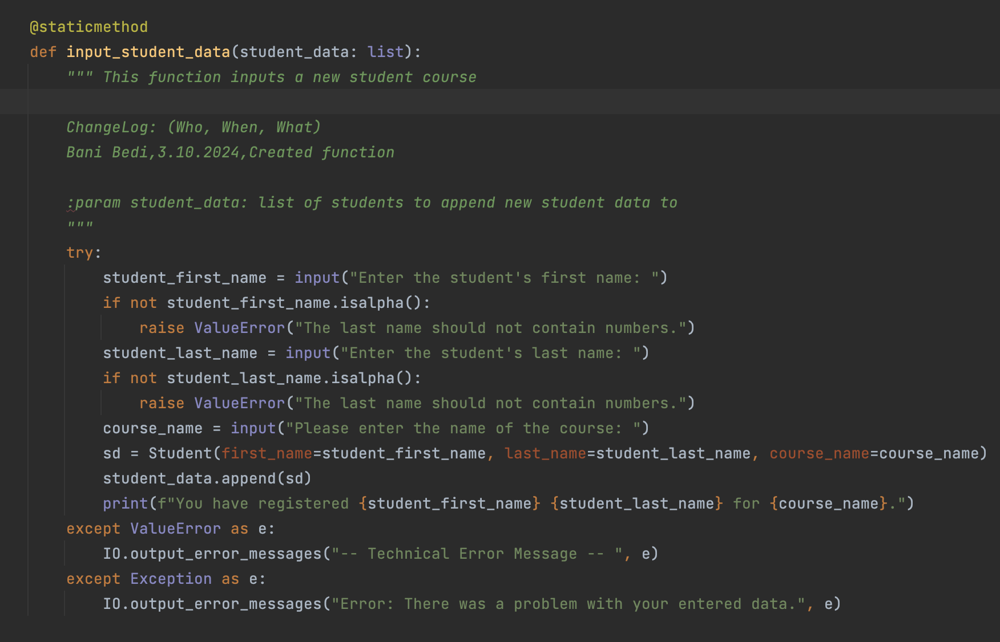 @staticmethod
def input_student_data(student_data: list):
    """ This function inputs a new student course

    ChangeLog: (Who, When, What)
    Bani Bedi,3.10.2024,Created function

    :param student_data: list of students to append new student data to
    """
    try:
        student_first_name = input("Enter the student's first name: ")
        if not student_first_name.isalpha():
            raise ValueError("The last name should not contain numbers.")
        student_last_name = input("Enter the student's last name: ")
        if not student_last_name.isalpha():
            raise ValueError("The last name should not contain numbers.")
        course_name = input("Please enter the name of the course: ")
        sd = Student(first_name=student_first_name, last_name=student_last_name, course_name=course_name)
        student_data.append(sd)
        print(f"You have registered {student_first_name} {student_last_name} for {course_name}.")
    except ValueError as e:
        IO.output_error_messages("-- Technical Error Message -- ", e)
    except Exception as e:
        IO.output_error_messages("Error: There was a problem with your entered data.", e)